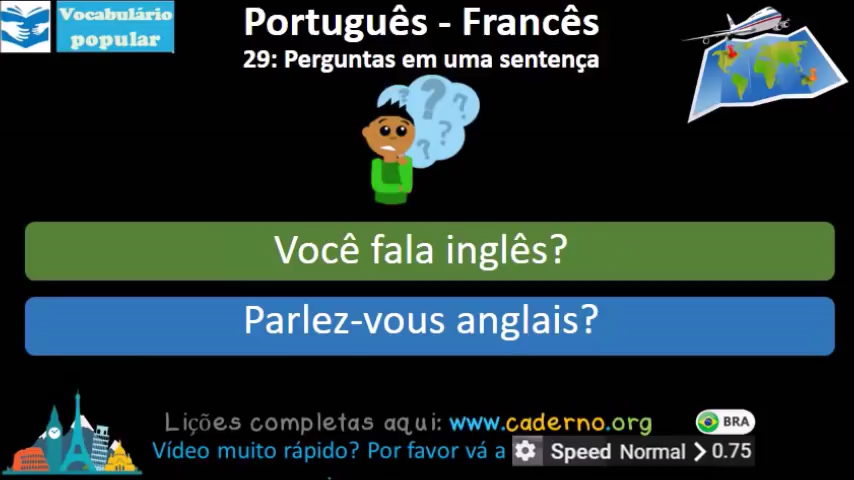 Vocabulário
popular
Português - Francês
29: Perguntas em uma sentença
Você fala inglês?
Parlez-vous anglais?
Lições completas aqui: www.caderno.org
BRA
Vídeo muito rápido? Por favor vá a Speed Normal > 0.75